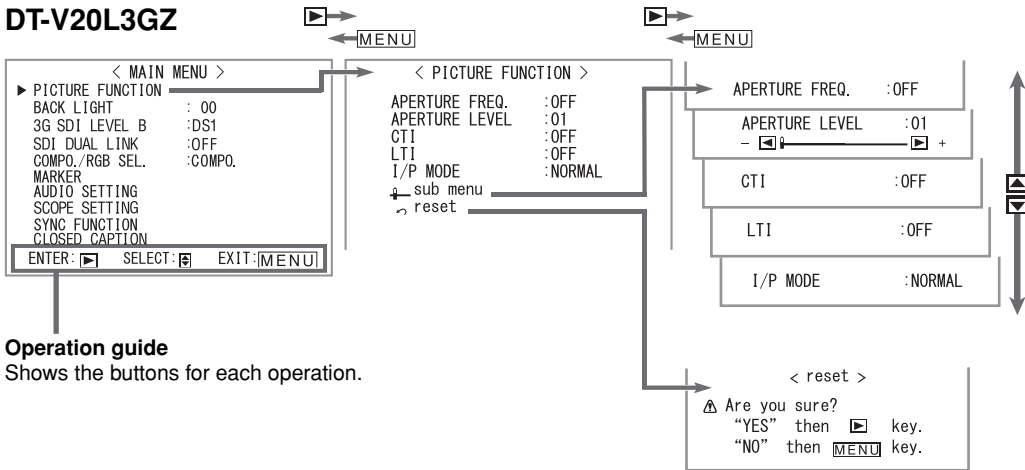 DT-V20L3GZ
MENU
MENU
< MAIN MENU >
PICTURE FUNCTION
BACK LIGHT : 00
3G SDI LEVEL B :DS1
SDI DUAL LINK :OFF
COMPO./RGB SEL. :COMPO.
MARKER
AUDIO SETTING
SCOPE SETTING
SYNC FUNCTION
CLOSED CAPTION
ENTER: SELECT: EXIT:MENU
< PICTURE FUNCTION >
APERTURE FREQ. :OFF
APERTURE LEVEL :01
CTI :OFF
LTI :OFF
I/P MODE :NORMAL
sub menu
reset
APERTURE FREQ. :OFF
APERTURE LEVEL :01
– +
CTI :OFF
LTI :OFF
I/P MODE :NORMAL
Operation guide
Shows the buttons for each operation.
< reset >
Are you sure?
“YES” then key.
“NO” then MENU key.